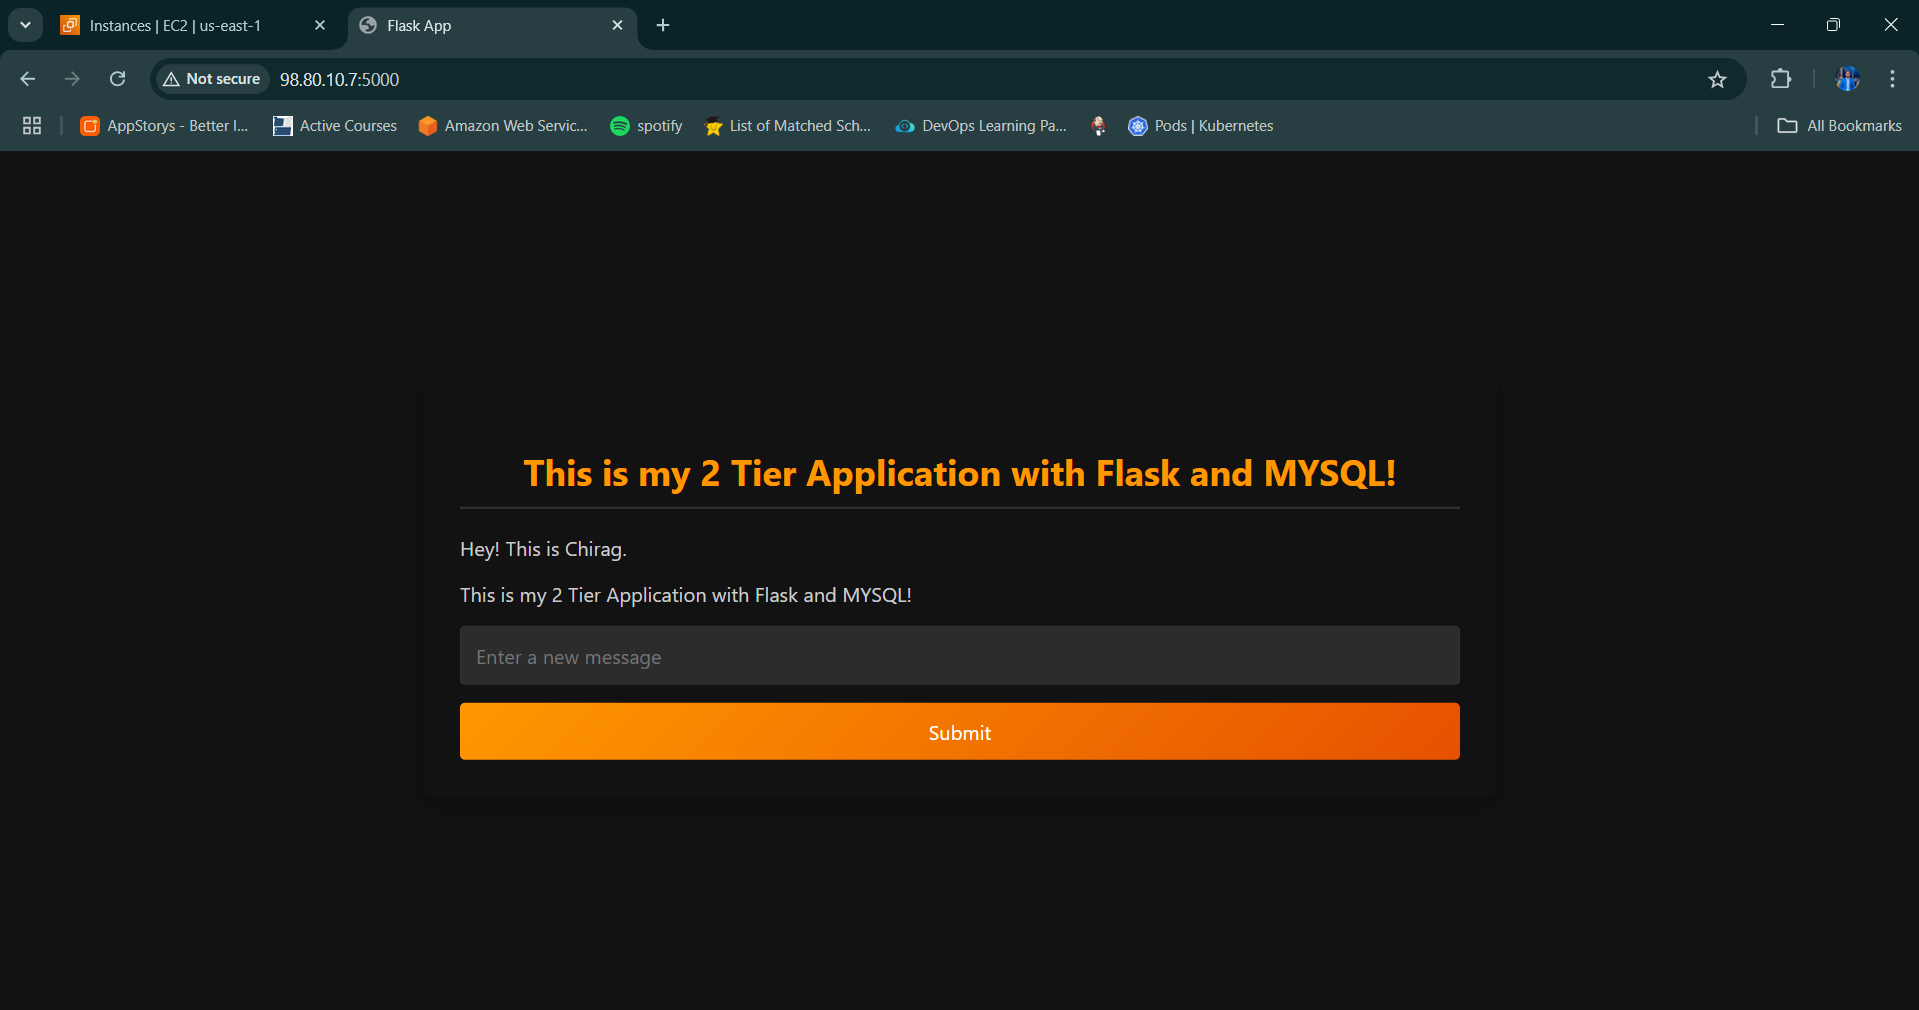 Instances | EC2 | us-east-1
Flask App
Not secure
98.80.10.7:5000
AppStorys - Better I...
Active Courses
Amazon Web Servic...
spotify
List of Matched Sch...
DevOps Learning Pa...
Pods | Kubernetes
All Bookmarks
This is my 2 Tier Application with Flask and MYSQL!
Hey! This is Chirag.
This is my 2 Tier Application with Flask and MYSQL!
Enter a new message
Submit